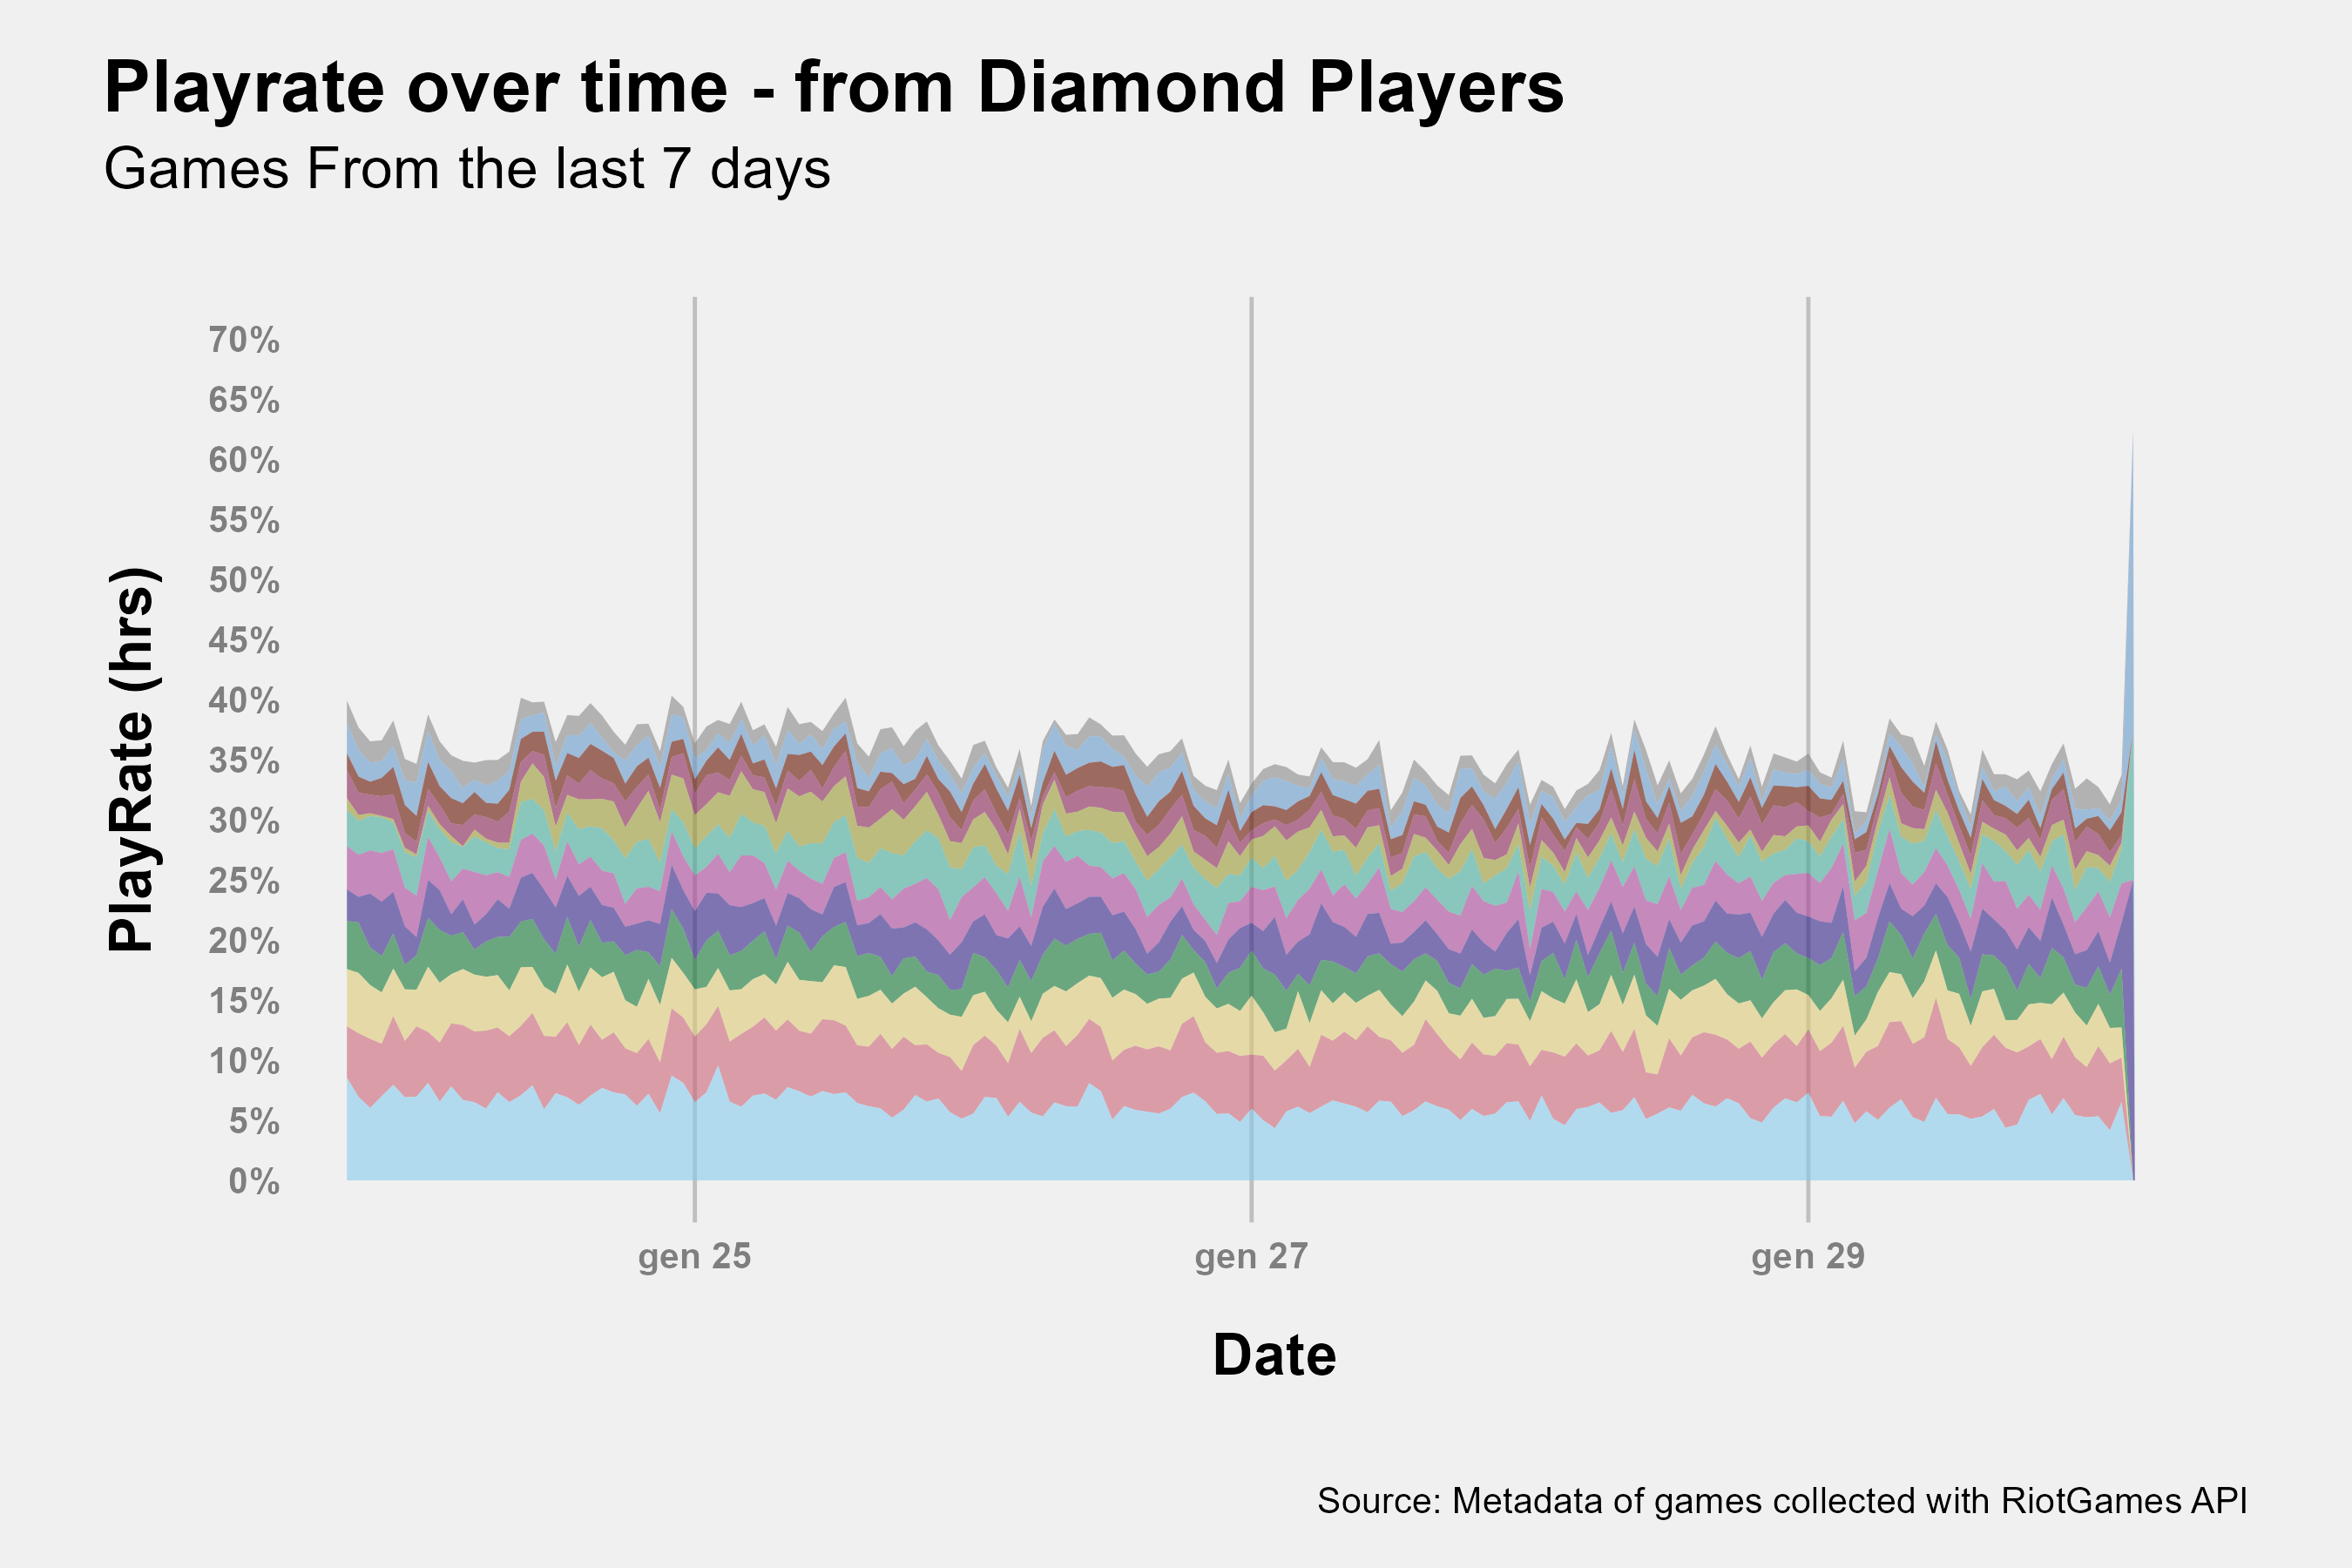 Playrate over time - from Diamond Players
Games From the last 7 days
PlayRate (hrs)
70%
65%
60%
55%
50%
45%
40%
35%
30%
25%
20%
15%
10%
5%
0%
gen 25
gen 27
gen 29
Date
Source: Metadata of games collected with RiotGames API